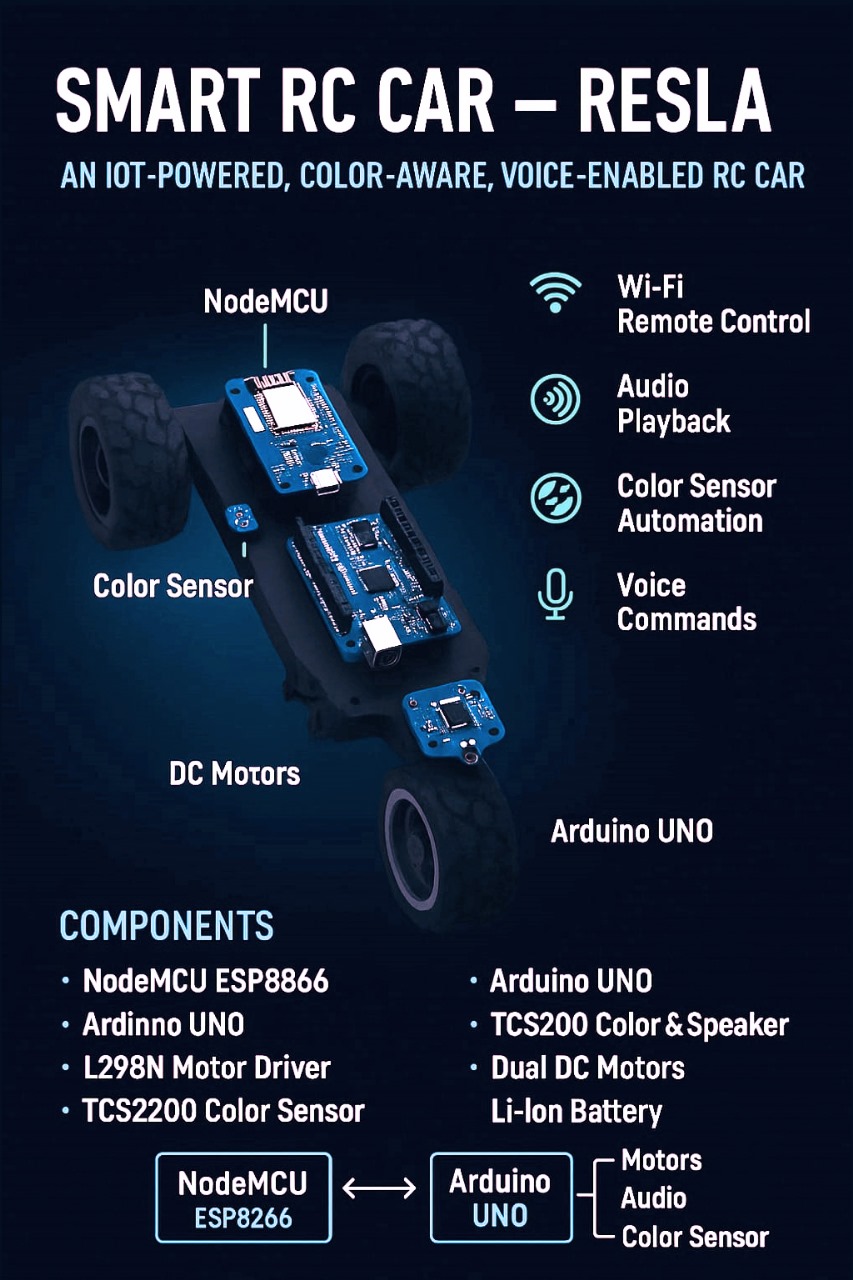 SMART RC CAR – RESLA
AN IOT-POWERED, COLOR-AWARE, VOICE-ENABLED RC CAR
NodeMCU
Wi-Fi
Remote Control
Audio
Playback
Color Sensor
Automation
Voice
Commands
Color Sensor
DC Motors
Arduino UNO
COMPONENTS
• NodeMCU ESP8866
• Ardinno UNO
• L298N Motor Driver
• TCS2200 Color Sensor
• Arduino UNO
• TCS200 Color & Speaker
• Dual DC Motors
Li-Ion Battery
NodeMCU
ESP8266
Arduino
UNO
Motors
Audio
Color Sensor